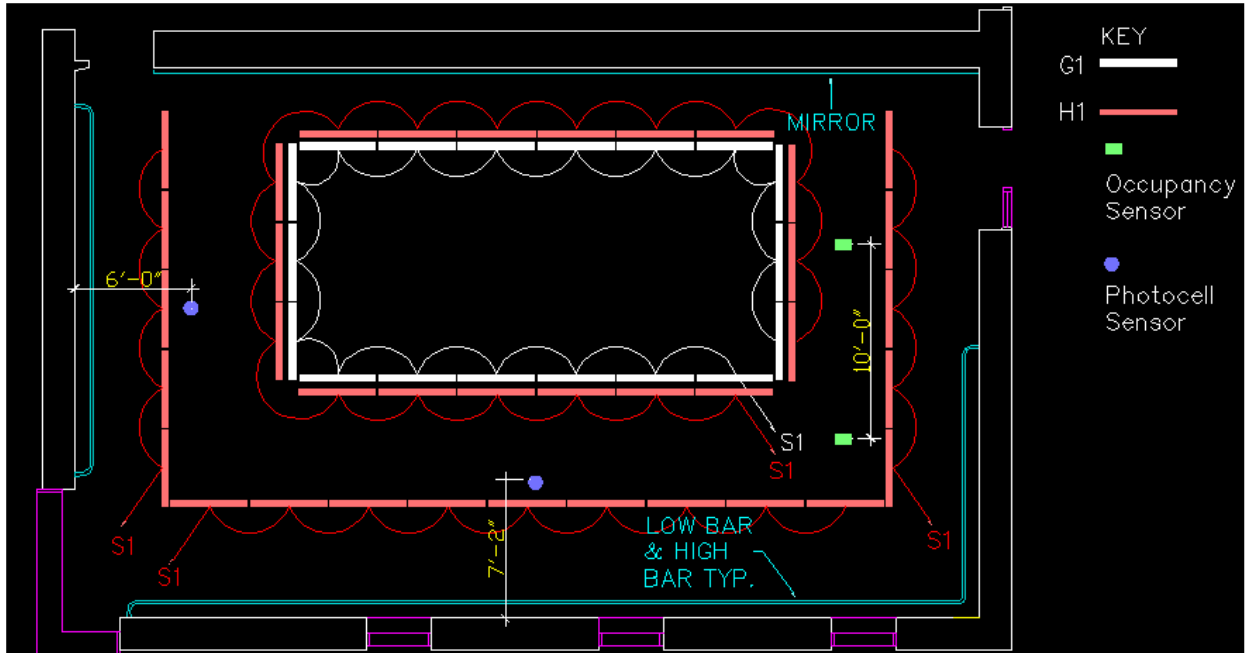 KEY
G1
H1
MIRROR
Occupancy
Sensor
Photocell
Sensor
6'-0"
10'-0"
S1
S1
7'-2"
LOW BAR
& HIGH
BAR TYP.
S1
S1
S1